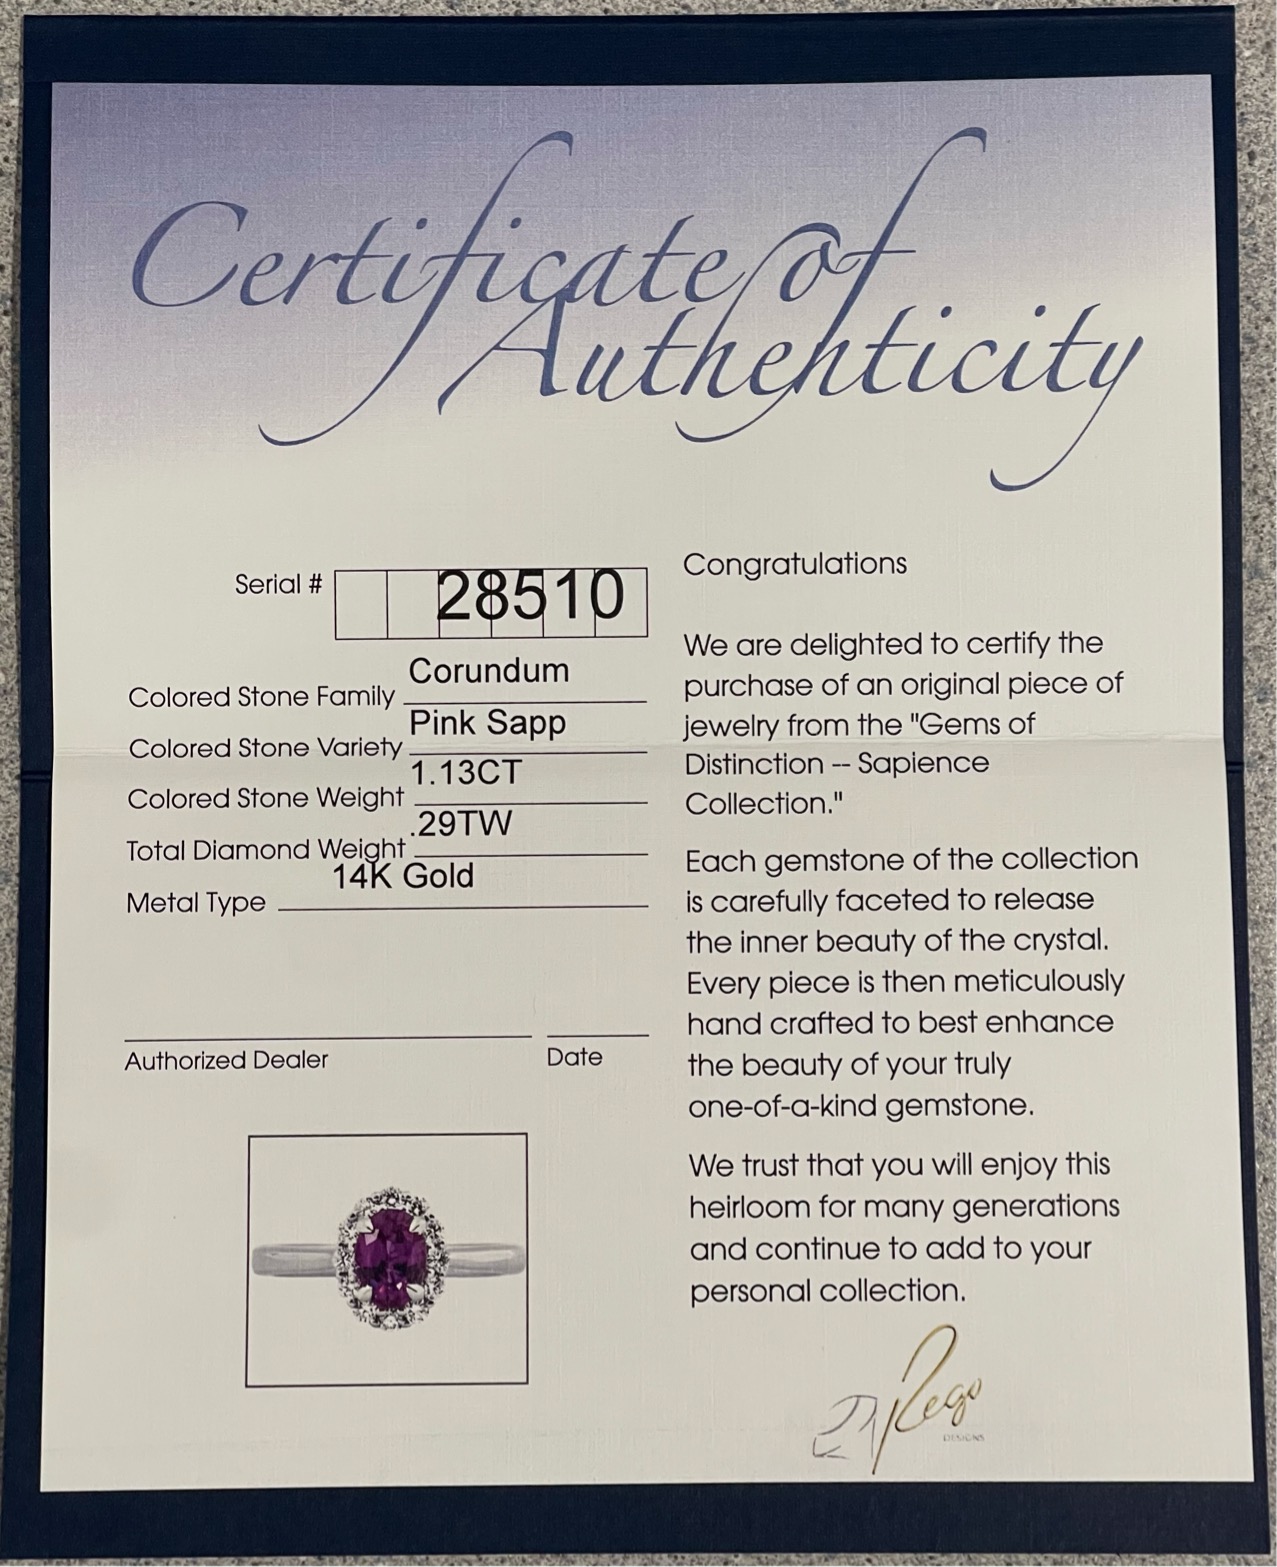 Certificate of
Authenticity
Serial # 28510
Colored Stone Family Corundum
Colored Stone Variety Pink Sapp
Colored Stone Weight 1.13CT
Total Diamond Weight .29TW
Metal Type 14K Gold
Authorized Dealer Date
Congratulations
We are delighted to certify the
purchase of an original piece of
jewelry from the "Gems of
Distinction -- Sapience
Collection."
Each gemstone of the collection
is carefully faceted to release
the inner beauty of the crystal.
Every piece is then meticulously
hand crafted to best enhance
the beauty of your truly
one-of-a-kind gemstone.
We trust that you will enjoy this
heirloom for many generations
and continue to add to your
personal collection.
Rego
DESIGNS